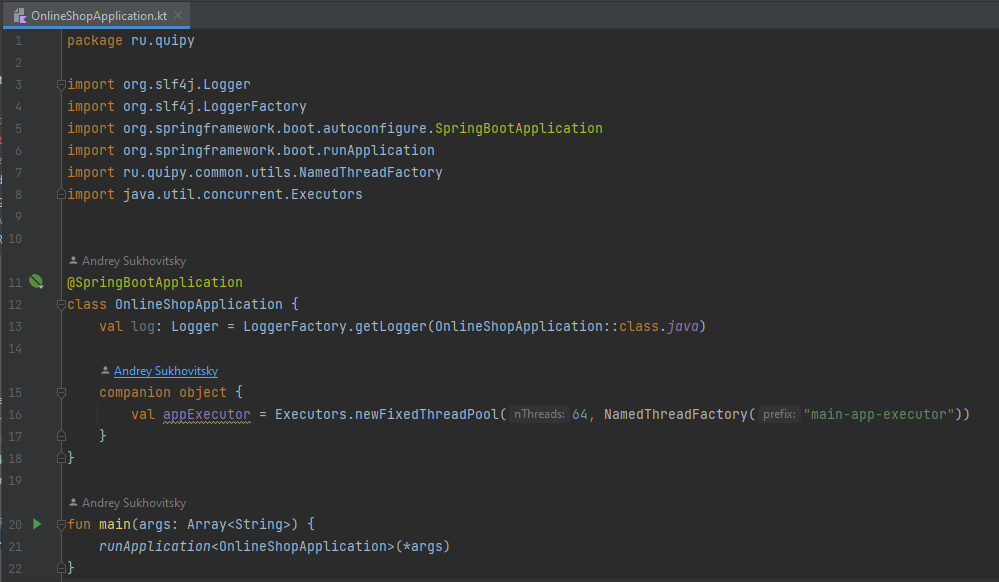 OnlineShopApplication.kt
1 package ru.quipy
2
3 import org.slf4j.Logger
4 import org.slf4j.LoggerFactory
5 import org.springframework.boot.autoconfigure.SpringBootApplication
6 import org.springframework.boot.runApplication
7 import ru.quipy.common.utils.NamedThreadFactory
8 import java.util.concurrent.Executors
9
10
Andrey Sukhovitsky
11 @SpringBootApplication
12 class OnlineShopApplication {
13 val log: Logger = LoggerFactory.getLogger(OnlineShopApplication::class.java)
14
Andrey Sukhovitsky
15 companion object {
16 val appExecutor = Executors.newFixedThreadPool( nThreads: 64, NamedThreadFactory( prefix: "main-app-executor"))
17 }
18 }
19
Andrey Sukhovitsky
20 fun main(args: Array<String>) {
21 runApplication<OnlineShopApplication>(*args)
22 }